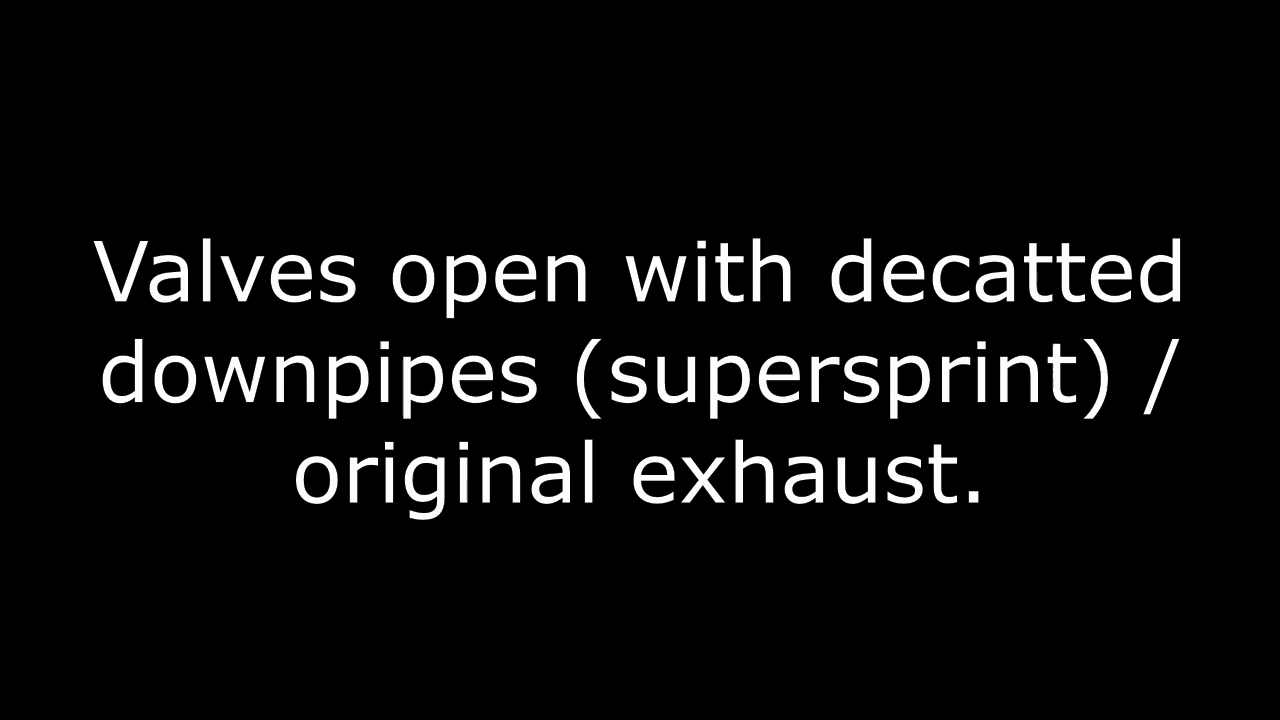 Valves open with decatted
downpipes (supersprint) /
original exhaust.